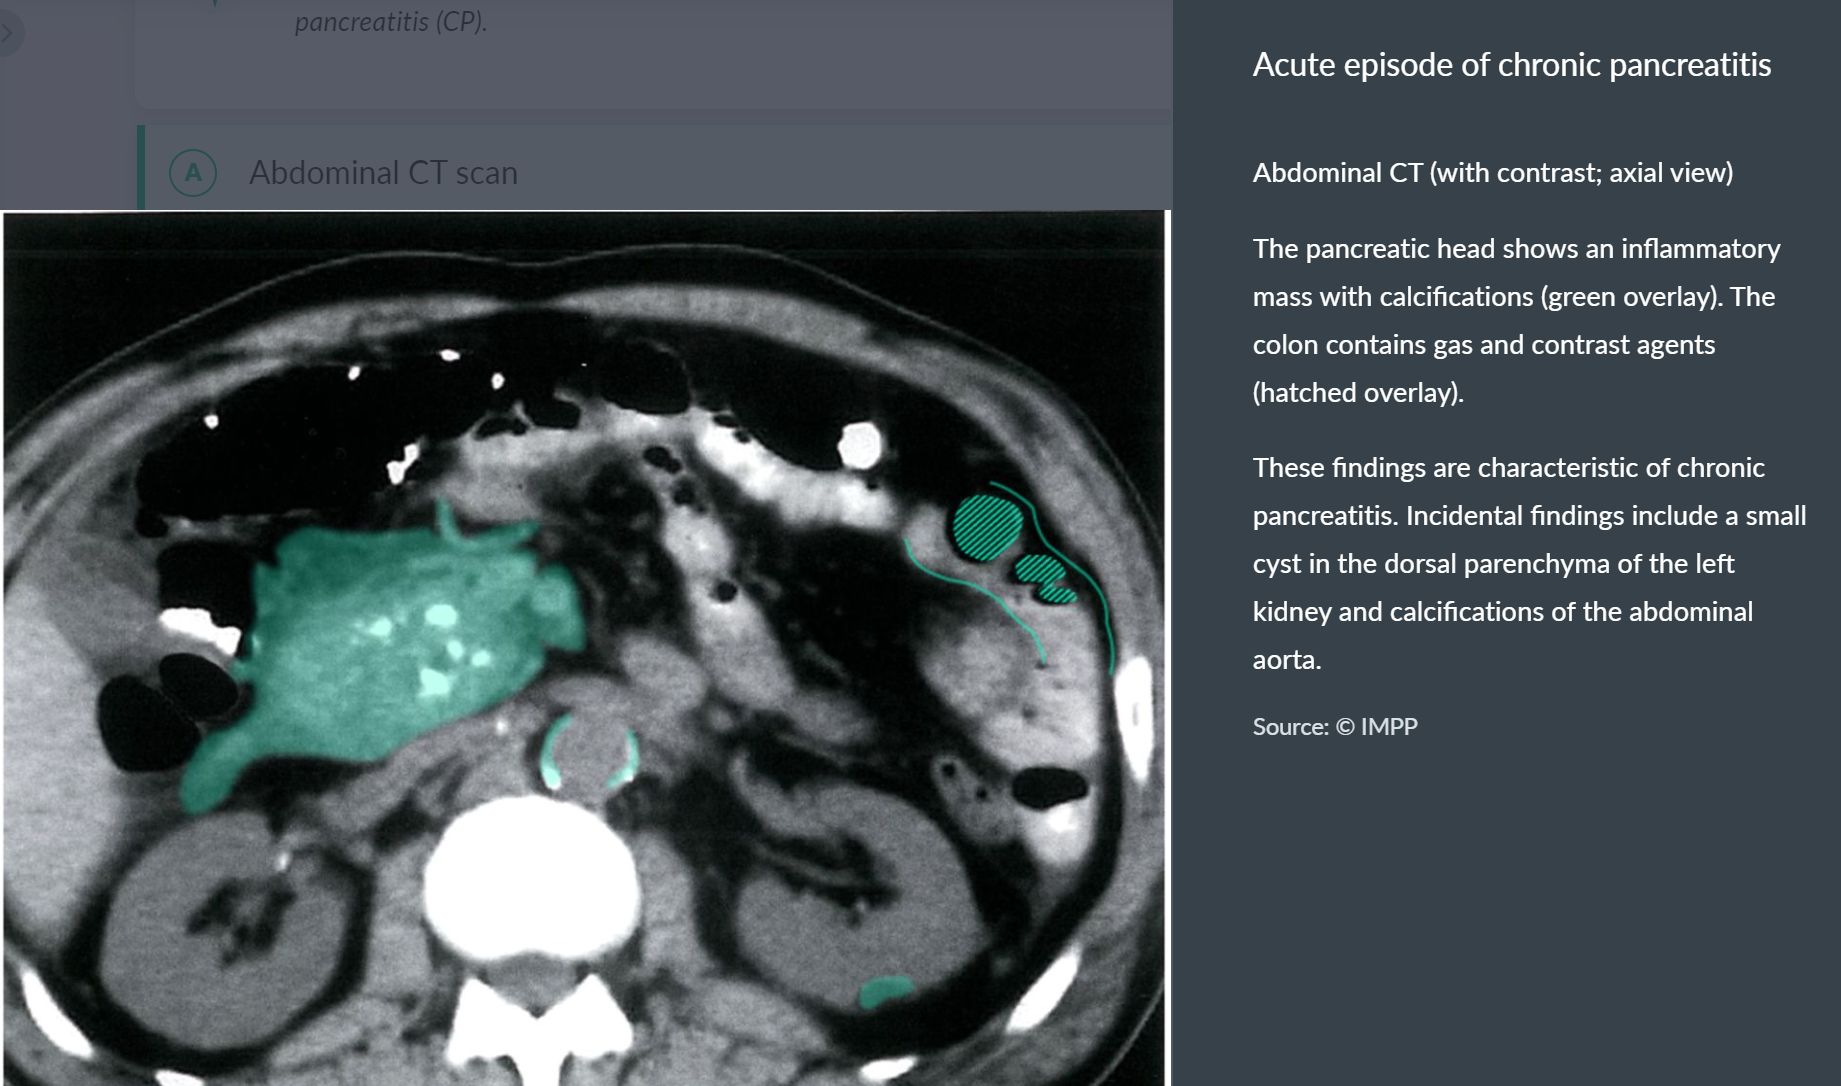 pancreatitis (CP).
A Abdominal CT scan
Acute episode of chronic pancreatitis
Abdominal CT (with contrast; axial view)
The pancreatic head shows an inflammatory
mass with calcifications (green overlay). The
colon contains gas and contrast agents
(hatched overlay).
These findings are characteristic of chronic
pancreatitis. Incidental findings include a small
cyst in the dorsal parenchyma of the left
kidney and calcifications of the abdominal
aorta.
Source: © IMPP